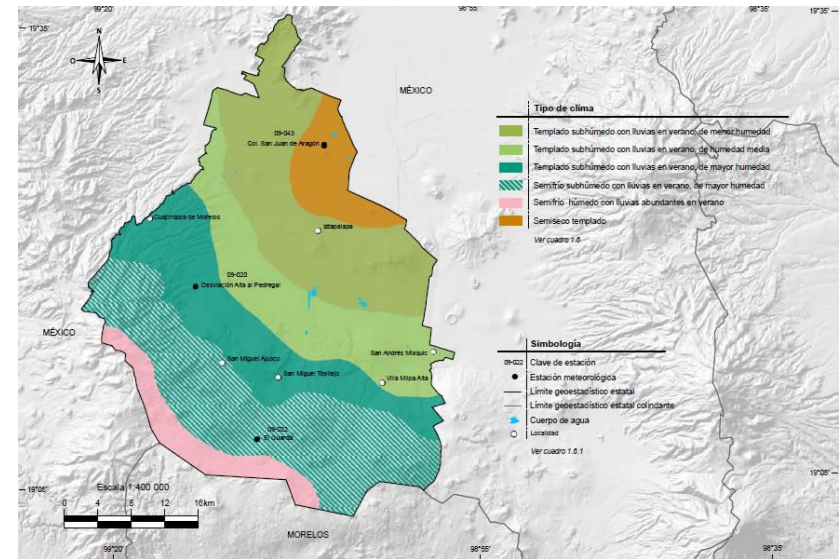 99°20'
98°55'
98°35'
19°35'
19°35'
N
O
E
S
MÉXICO
09-043
Col. San Juan de Aragón
Cuajimalpa de Morelos
Iztapalapa
09-020
Desviación Alta al Pedregal
MÉXICO
San Miguel Ajusco
San Miguel Topilejo
San Andrés Mixquic
Villa Milpa Alta
09-022
El Guarda
Tipo de clima
Templado subhúmedo con lluvias en verano, de menor humedad
Templado subhúmedo con lluvias en verano, de humedad media
Templado subhúmedo con lluvias en verano, de mayor humedad
Semifrío subhúmedo con lluvias en verano, de mayor humedad
Semifrío húmedo con lluvias abundantes en verano
Semiseco templado
Ver cuadro 1.6
Simbología
09-022 Clave de estación
Estación meteorológica
Límite geoestadístico estatal
Límite geoestadístico estatal colindante
Cuerpo de agua
Localidad
Ver cuadro 1.6.1
19°05'
19°05'
Escala 1:400 000
0 4 8 12 16km
MORELOS
99°20'
98°55'
98°35'